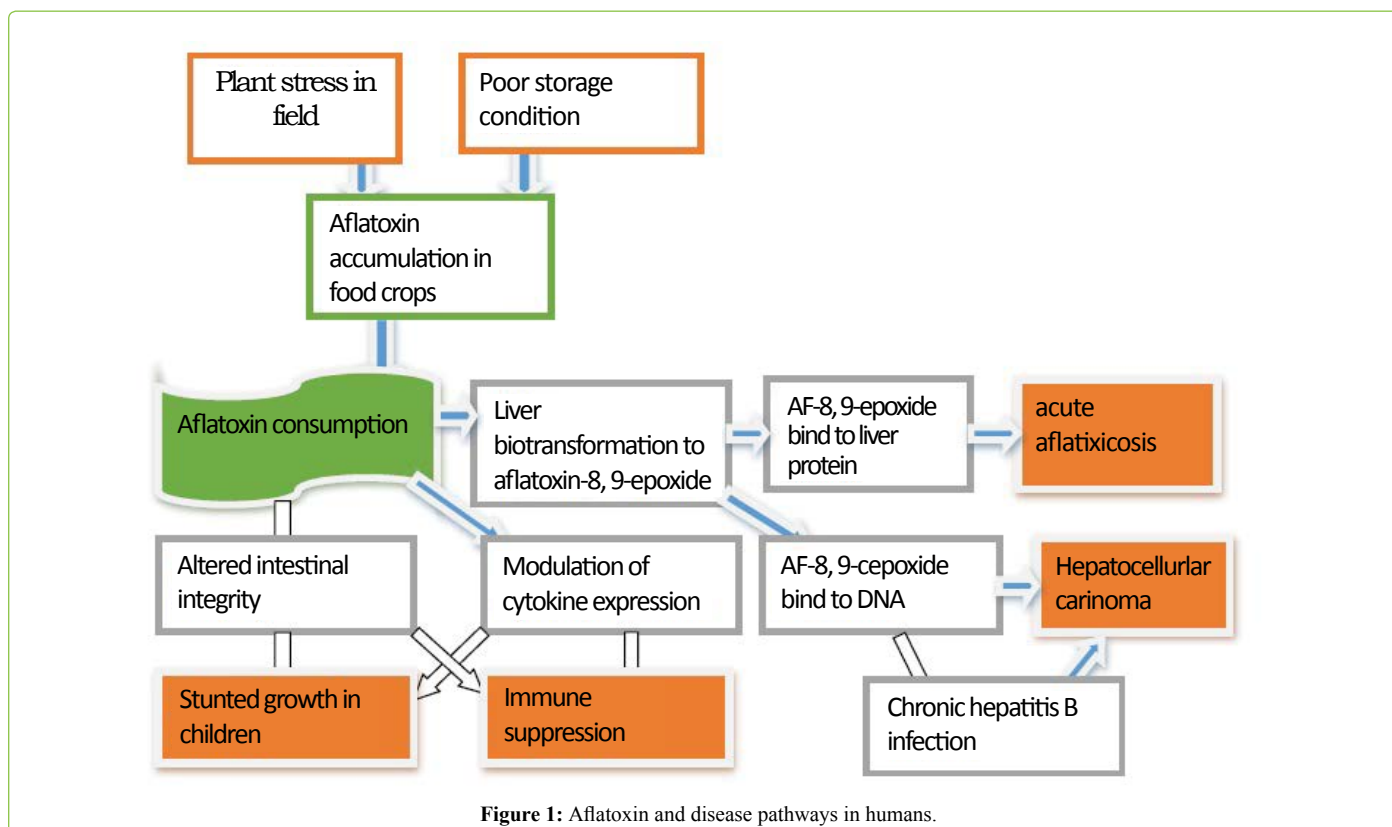 Plant stress in
field
Poor storage
condition
Aflatoxin
accumulation in
food crops
Aflatoxin consumption
Liver
biotransformation to
aflatoxin-8, 9-epoxide
AF-8, 9-epoxide
bind to liver
protein
acute
aflatixicosis
Altered intestinal
integrity
Modulation of
cytokine expression
AF-8, 9-cepoxide
bind to DNA
Hepatocellurlar
carinoma
Stunted growth in
children
Immune
suppression
Chronic hepatitis B
infection
Figure 1: Aflatoxin and disease pathways in humans.